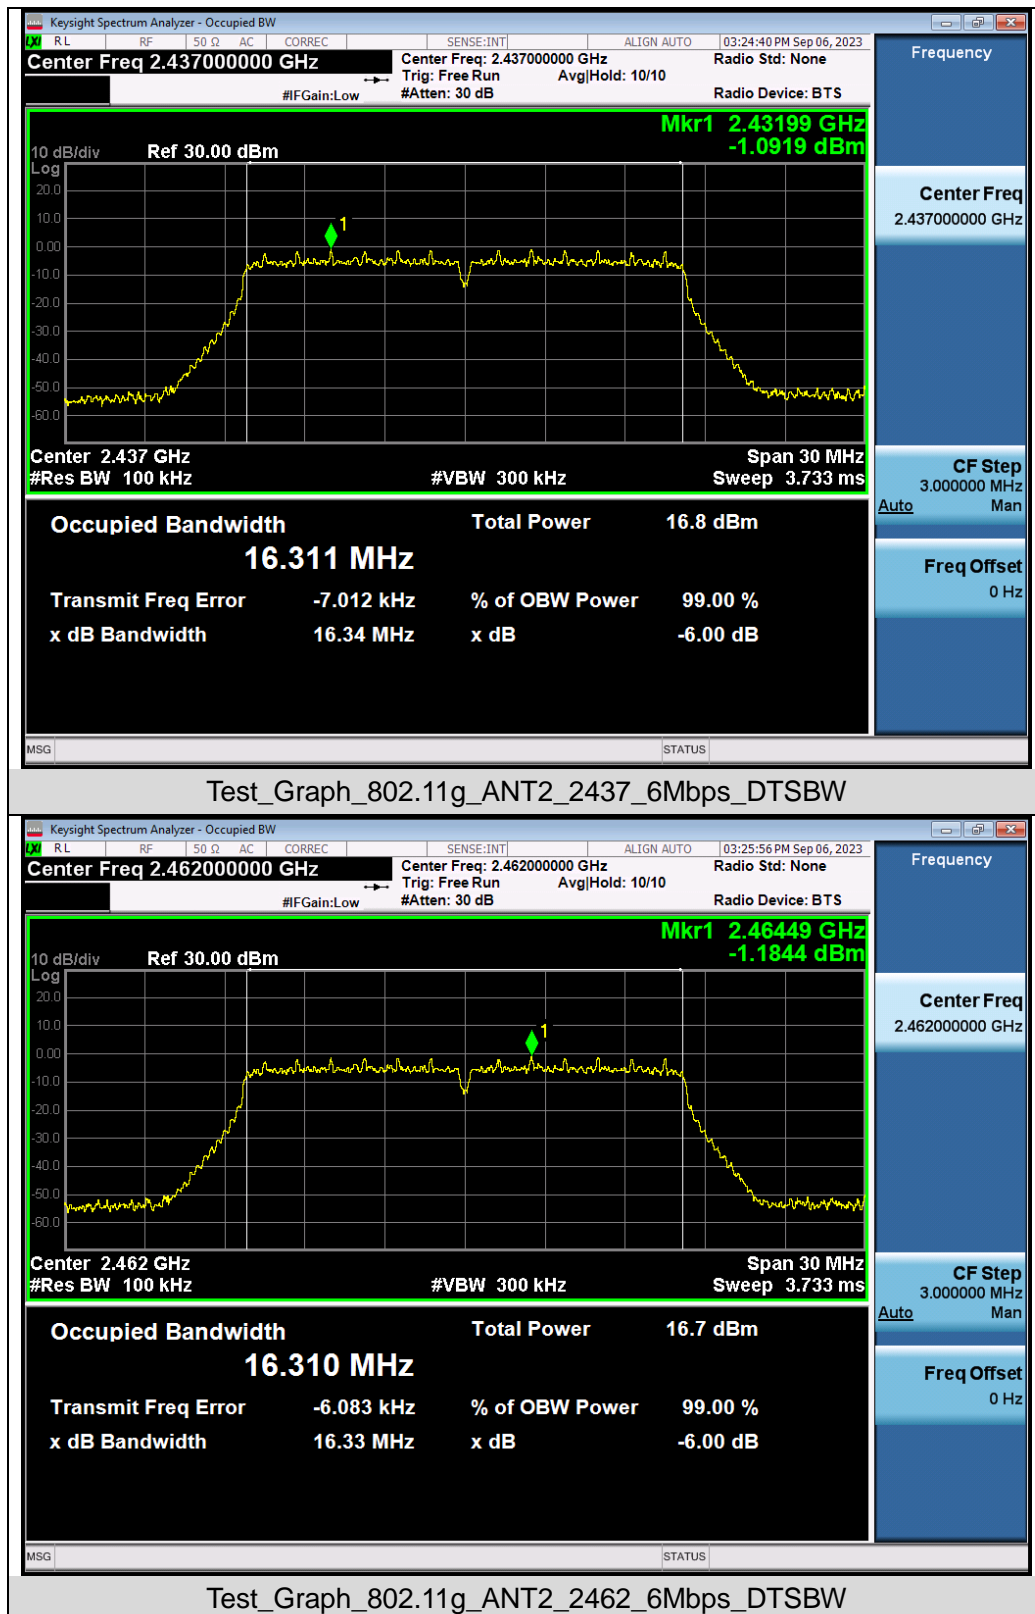 Keysight Spectrum Analyzer - Occupied BW
LXI RL RF 50 Ω AC CORREC SENSE:INT ALIGN AUTO 03:24:40 PM Sep 06, 2023
Center Freq 2.437000000 GHz
Center Freq: 2.437000000 GHz Radio Std: None
Trig: Free Run Avg|Hold: 10/10
#IFGain:Low #Atten: 30 dB Radio Device: BTS
Mkr1 2.43199 GHz
-1.0919 dBm
10 dB/div Ref 30.00 dBm
Log
20.0
10.0
0.00
-10.0
-20.0
-30.0
-40.0
-50.0
-60.0
1
Center 2.437 GHz Span 30 MHz
#Res BW 100 kHz #VBW 300 kHz Sweep 3.733 ms
Occupied Bandwidth Total Power 16.8 dBm
16.311 MHz
Transmit Freq Error -7.012 kHz % of OBW Power 99.00 %
x dB Bandwidth 16.34 MHz x dB -6.00 dB
MSG STATUS
Frequency
Center Freq
2.437000000 GHz
CF Step
3.000000 MHz
Auto Man
Freq Offset
0 Hz
Test_Graph_802.11g_ANT2_2437_6Mbps_DTSBW
Keysight Spectrum Analyzer - Occupied BW
LXI RL RF 50 Ω AC CORREC SENSE:INT ALIGN AUTO 03:25:56 PM Sep 06, 2023
Center Freq 2.462000000 GHz
Center Freq: 2.462000000 GHz Radio Std: None
Trig: Free Run Avg|Hold: 10/10
#IFGain:Low #Atten: 30 dB Radio Device: BTS
Mkr1 2.46449 GHz
-1.1844 dBm
10 dB/div Ref 30.00 dBm
Log
20.0
10.0
0.00
-10.0
-20.0
-30.0
-40.0
-50.0
-60.0
1
Center 2.462 GHz Span 30 MHz
#Res BW 100 kHz #VBW 300 kHz Sweep 3.733 ms
Occupied Bandwidth Total Power 16.7 dBm
16.310 MHz
Transmit Freq Error -6.083 kHz % of OBW Power 99.00 %
x dB Bandwidth 16.33 MHz x dB -6.00 dB
MSG STATUS
Frequency
Center Freq
2.462000000 GHz
CF Step
3.000000 MHz
Auto Man
Freq Offset
0 Hz
Test_Graph_802.11g_ANT2_2462_6Mbps_DTSBW